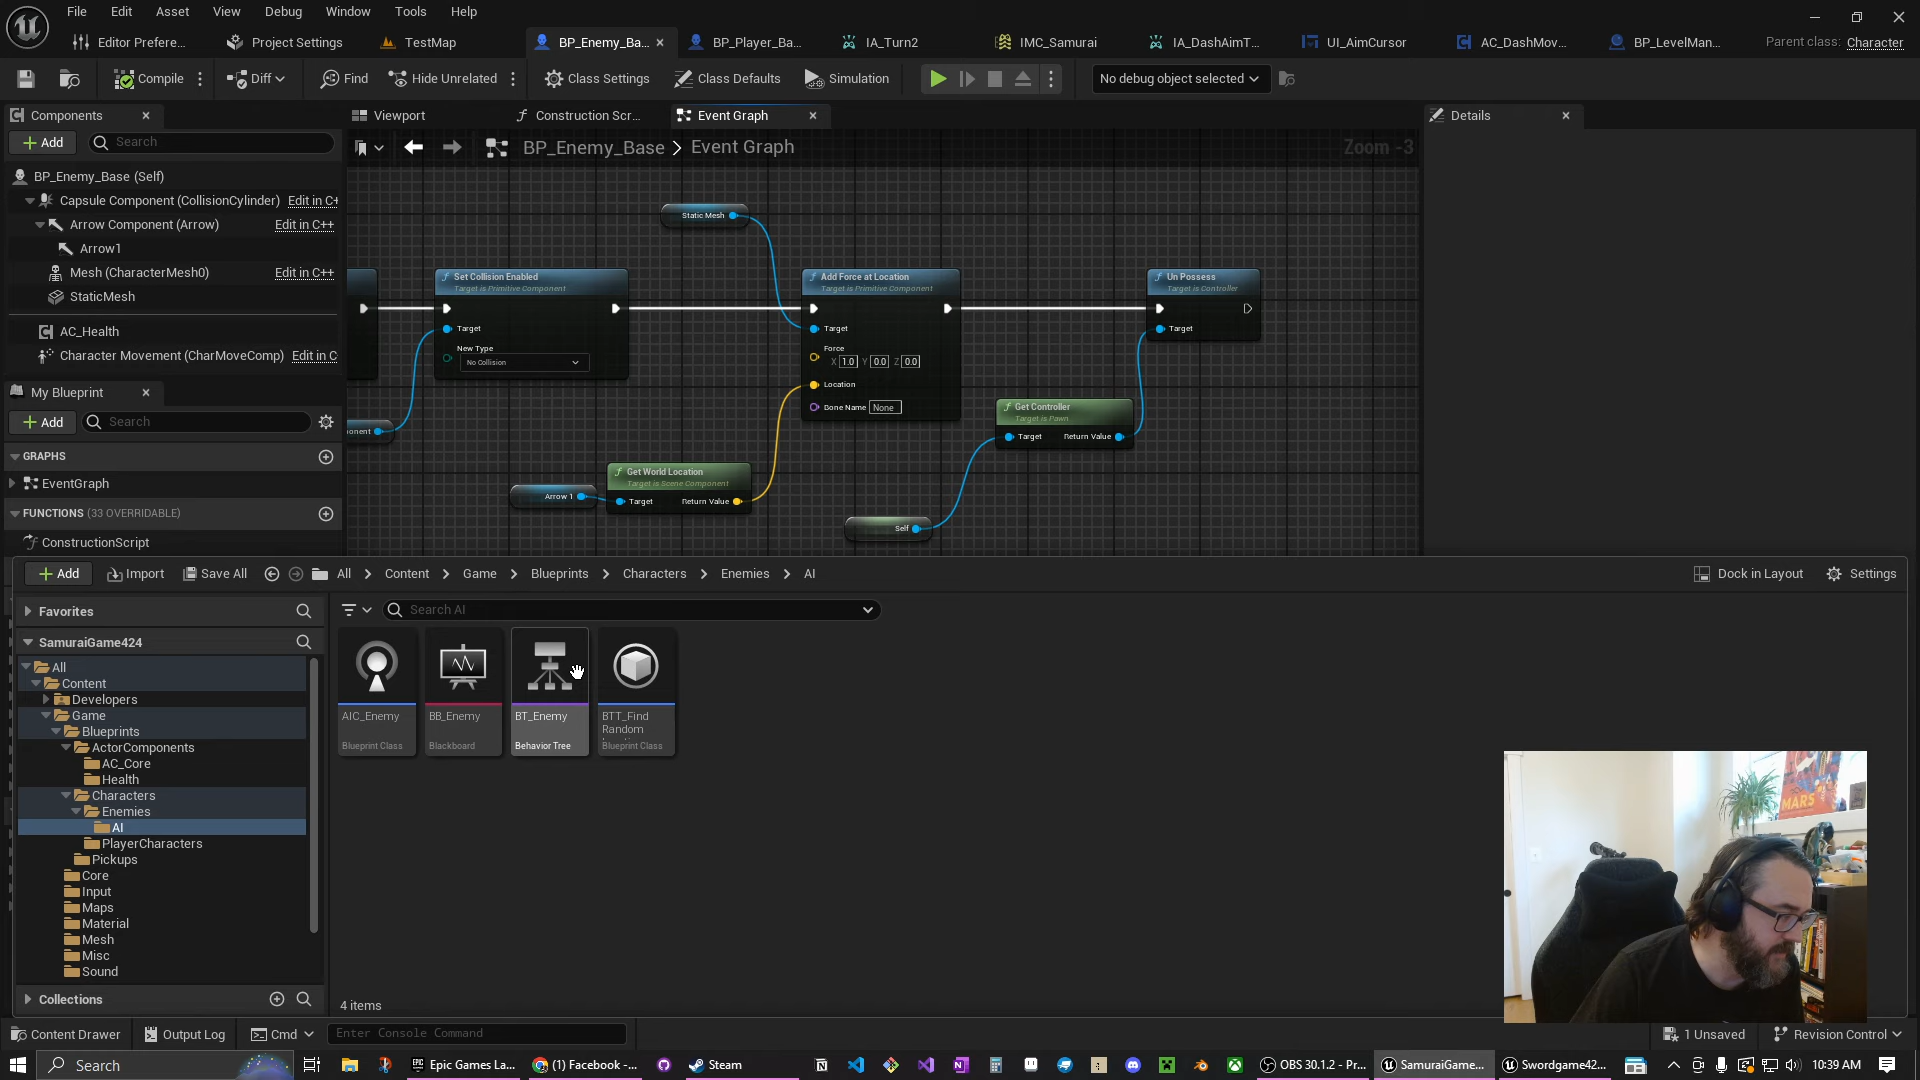 File Edit Asset View Debug Window Tools Help
Editor Prefere... Project Settings TestMap BP_Enemy_Ba... BP_Player_Ba... IA_Turn2 IMC_Samurai IA_DashAimT... UI_AimCursor AC_DashMov... BP_LevelMan... Parent class: Character
Compile Diff Find Hide Unrelated Class Settings Class Defaults Simulation No debug object selected
Components Viewport Construction Scr... Event Graph Details
Add Search
BP_Enemy_Base > Event Graph Zoom -3
BP_Enemy_Base (Self)
Capsule Component (CollisionCylinder) Edit in C+
Arrow Component (Arrow) Edit in C++
Arrow1
Mesh (CharacterMesh0) Edit in C++
StaticMesh
AC_Health
Character Movement (CharMoveComp) Edit in C
My Blueprint
Add Search
GRAPHS
EventGraph
FUNCTIONS (33 OVERRIDABLE)
ConstructionScript
Static Mesh
Set Collision Enabled
Target is Primitive Component
Target
New Type
No Collision
Add Force at Location
Target is Primitive Component
Target
Force
X 1.0 Y 0.0 Z 0.0
Location
Bone Name None
Un Possess
Target is Controller
Target
Get Controller
Target is Pawn
Target Return Value
onent
Get World Location
Target is Scene Component
Arrow 1 Target Return Value
Self
Add Import Save All All > Content > Game > Blueprints > Characters > Enemies > AI Dock in Layout Settings
Favorites
Search AI
SamuraiGame424
All
Content
Developers
Game
Blueprints
ActorComponents
AC_Core
Health
Characters
Enemies
AI
PlayerCharacters
Pickups
Core
Input
Maps
Material
Mesh
Misc
Sound
Collections
AIC_Enemy
Blueprint Class
BB_Enemy
Blackboard
BT_Enemy
Behavior Tree
BTT_Find
Random
Blueprint Class
MARS
4 items
Content Drawer Output Log Cmd Enter Console Command 1 Unsaved Revision Control
Search Epic Games La... (1) Facebook -... Steam OBS 30.1.2 - Pr... SamuraiGame... Swordgame42... 10:39 AM